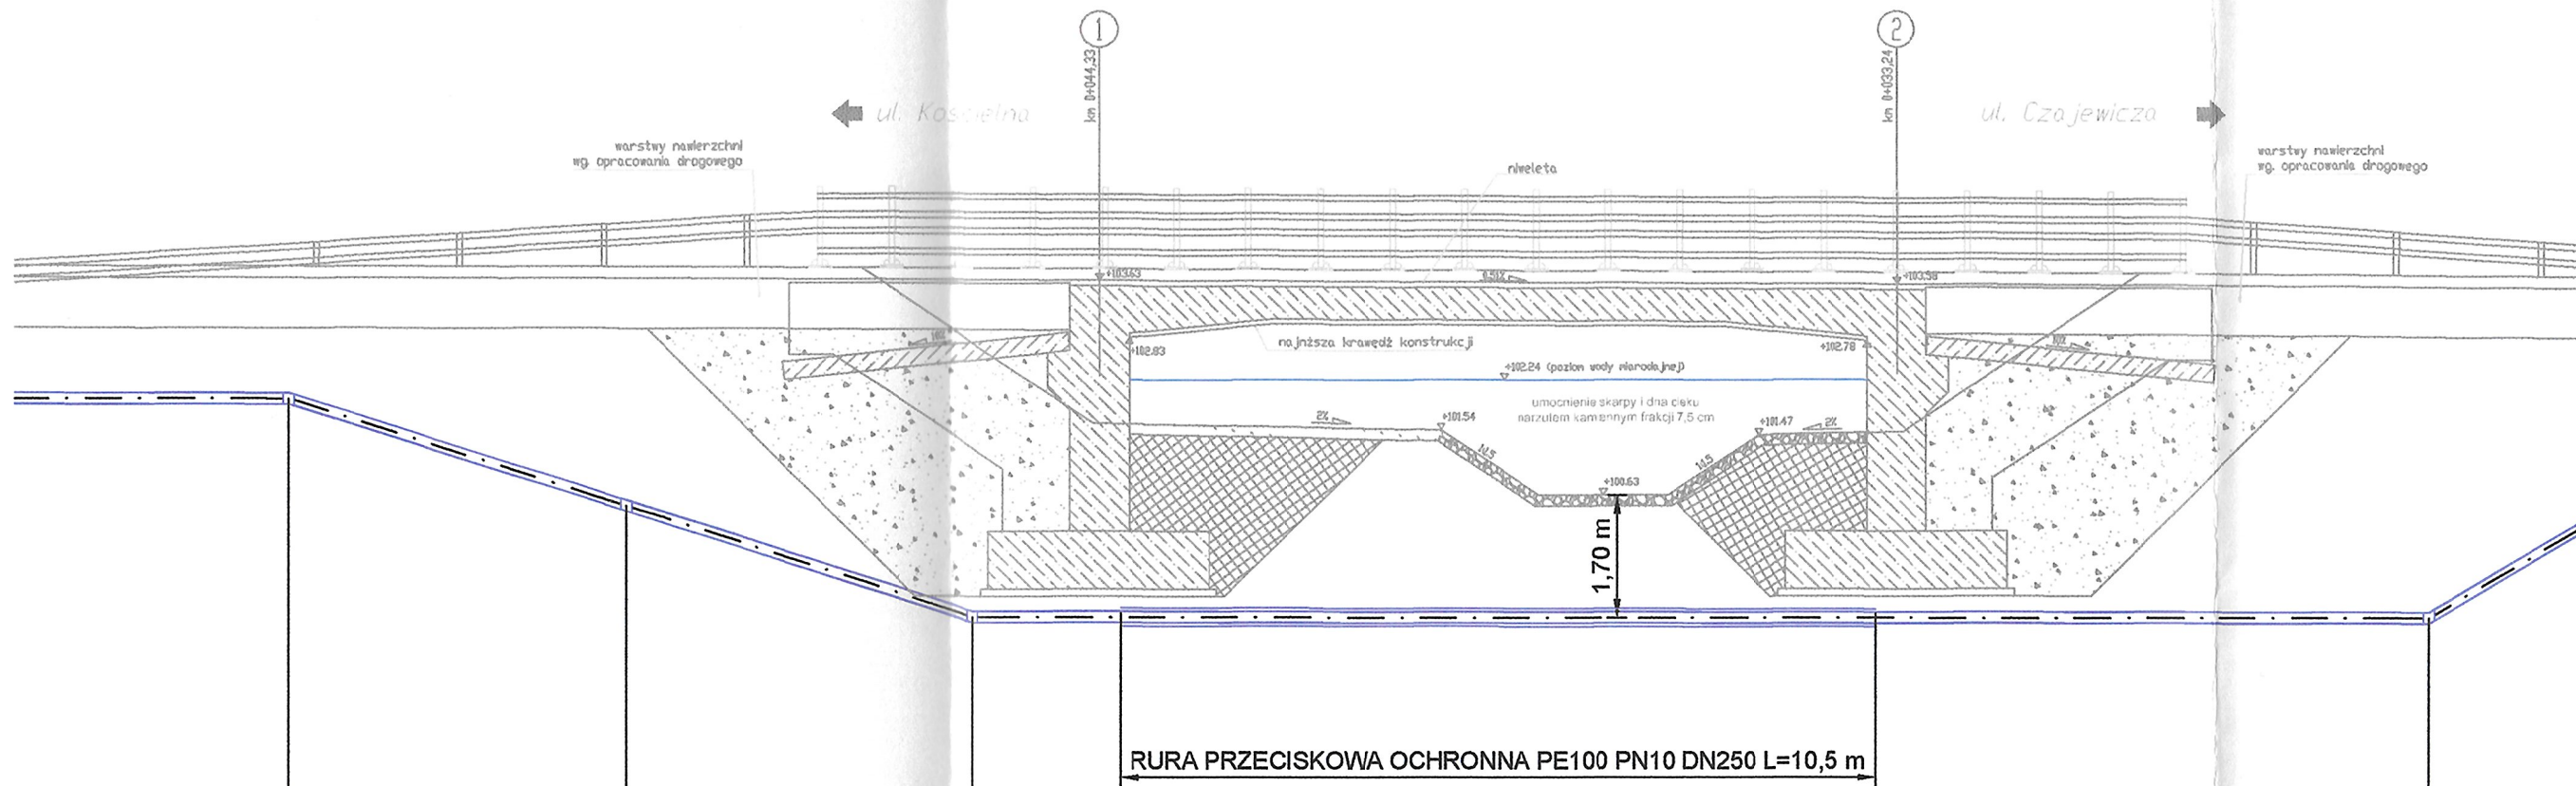 1
2
km 0+044,33
km 0+033,24
ul. Kościelna
ul. Czajewicza
warstwy nawierzchni
wg. opracowania drogowego
warstwy nawierzchni
wg. opracowania drogowego
niweleta
+103.63
0.51%
+103.58
10%
+102.83
najniższa krawędź konstrukcji
+102.78
10%
+102.24 (poziom wody miarodajnej)
umocnienie skarpy i dna cieku
narzutem kamiennym frakcji 7,5 cm
2%
+101.54
+101.47
2%
1:1.5
1:1.5
+100.63
1,70 m
RURA PRZECISKOWA OCHRONNA PE100 PN10 DN250 L=10,5 m